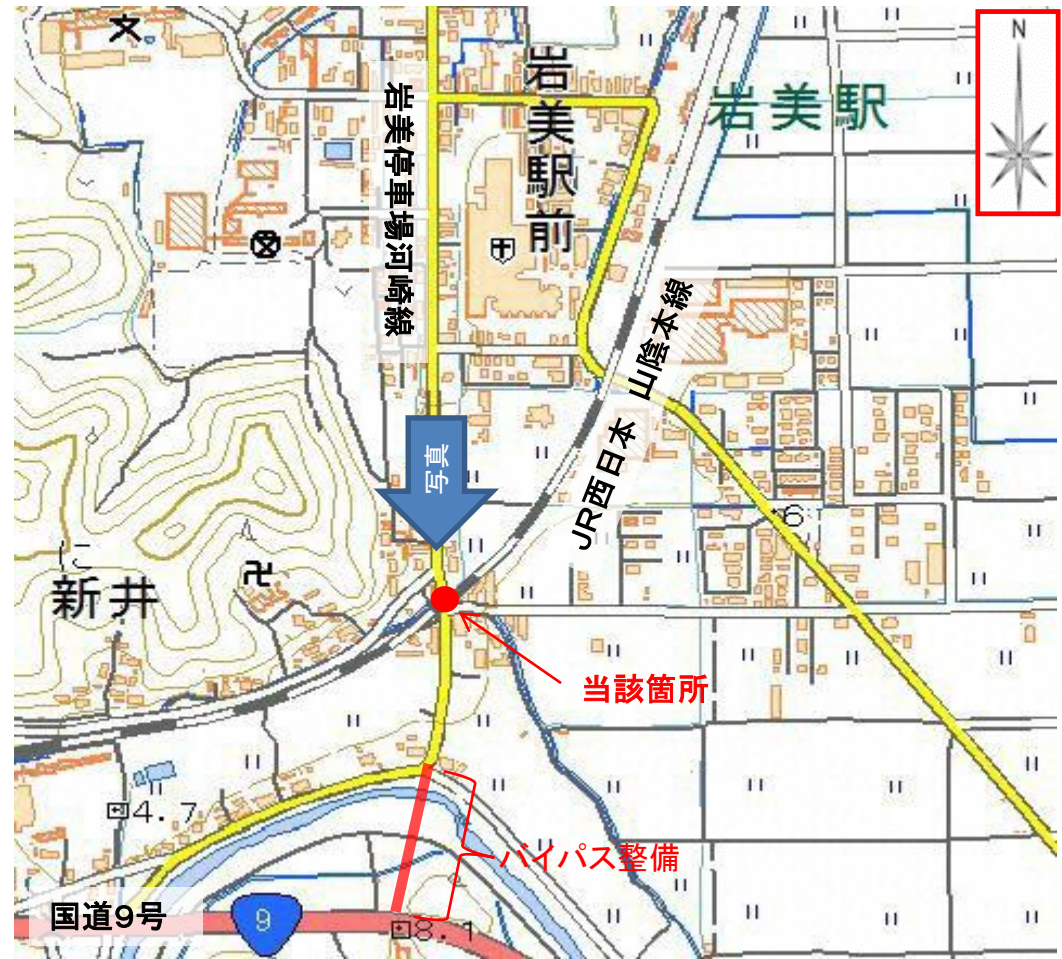 N
岩美駅
岩美駅前
岩美停車場河崎線
JR西日本 山陰本線
写真
6
に
新井
当該箇所
4.7
バイパス整備
国道9号
9
8.1